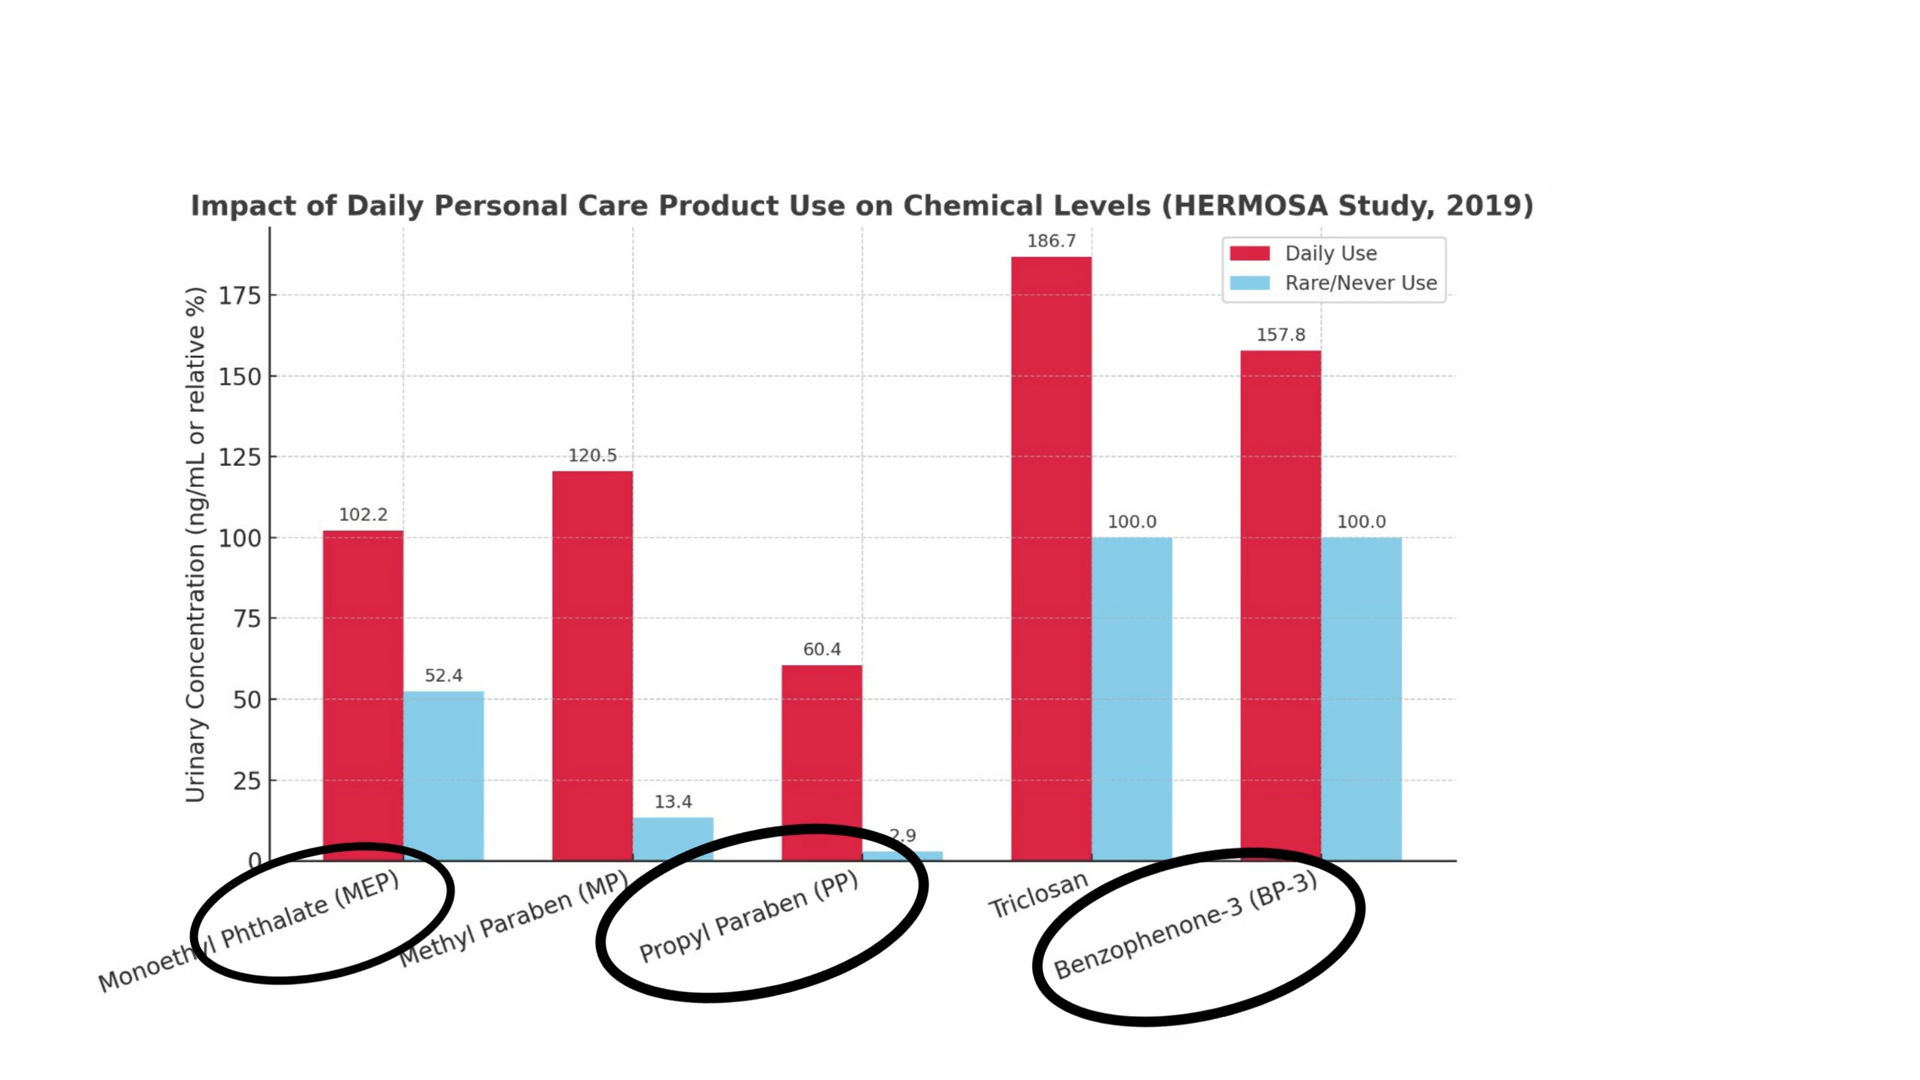 Impact of Daily Personal Care Product Use on Chemical Levels (HERMOSA Study, 2019)
Daily Use
Rare/Never Use
Urinary Concentration (ng/mL or relative %)
175
150
125
100
75
50
25
0
102.2
52.4
120.5
13.4
60.4
2.9
186.7
100.0
157.8
100.0
Monoethyl Phthalate (MEP)
Methyl Paraben (MP)
Propyl Paraben (PP)
Triclosan
Benzophenone-3 (BP-3)